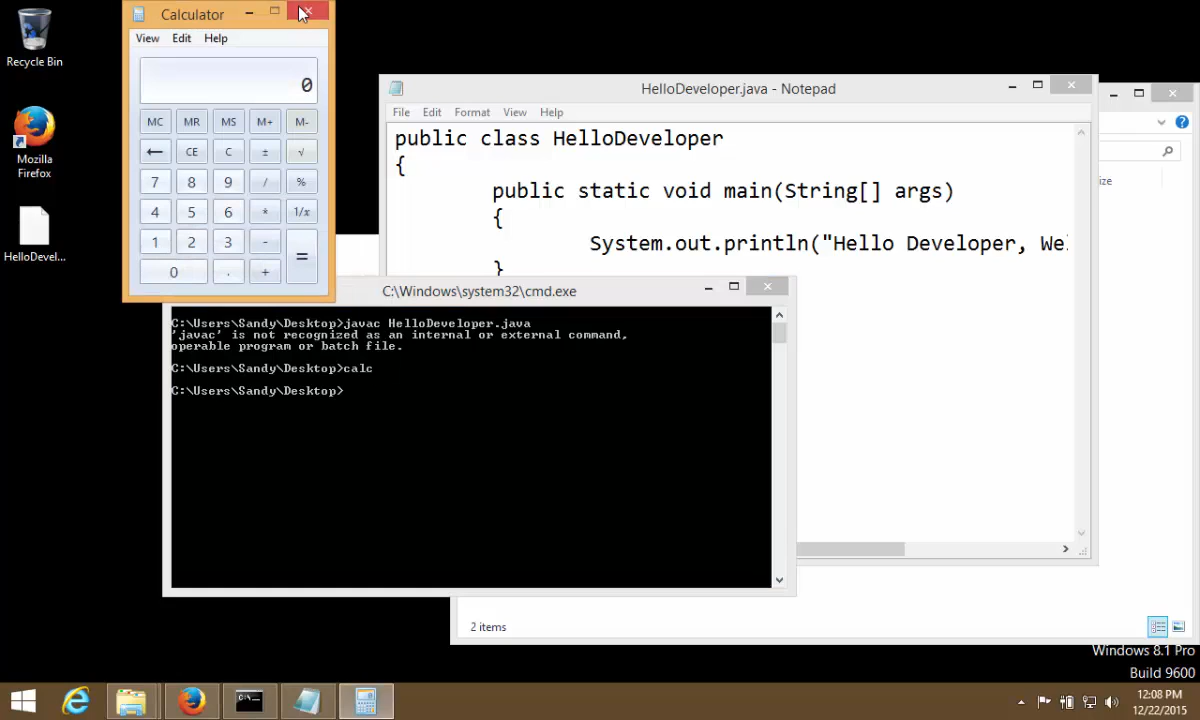 Recycle Bin
Mozilla
Firefox
HelloDevel...
Calculator
View Edit Help
0
MC MR MS M+ M-
← CE C ± √
7 8 9 / %
4 5 6 * 1/x
1 2 3 - =
0 . +
HelloDeveloper.java - Notepad
File Edit Format View Help
public class HelloDeveloper
{
public static void main(String[] args)
{
System.out.println("Hello Developer, We
}
C:\Windows\system32\cmd.exe
C:\Users\Sandy\Desktop>javac HelloDeveloper.java
'javac' is not recognized as an internal or external command,
operable program or batch file.
C:\Users\Sandy\Desktop>calc
C:\Users\Sandy\Desktop>
ize
2 items
Windows 8.1 Pro
Build 9600
12:08 PM
12/22/2015